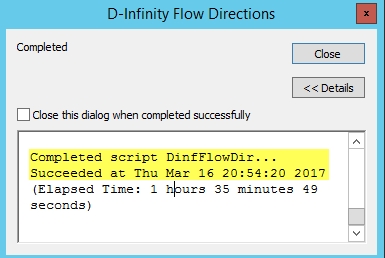 D-Infinity Flow Directions
x
Completed
Close
<< Details
Close this dialog when completed successfully
Completed script DinfFlowDir...
Succeeded at Thu Mar 16 20:54:20 2017
(Elapsed Time: 1 hours 35 minutes 49
seconds)